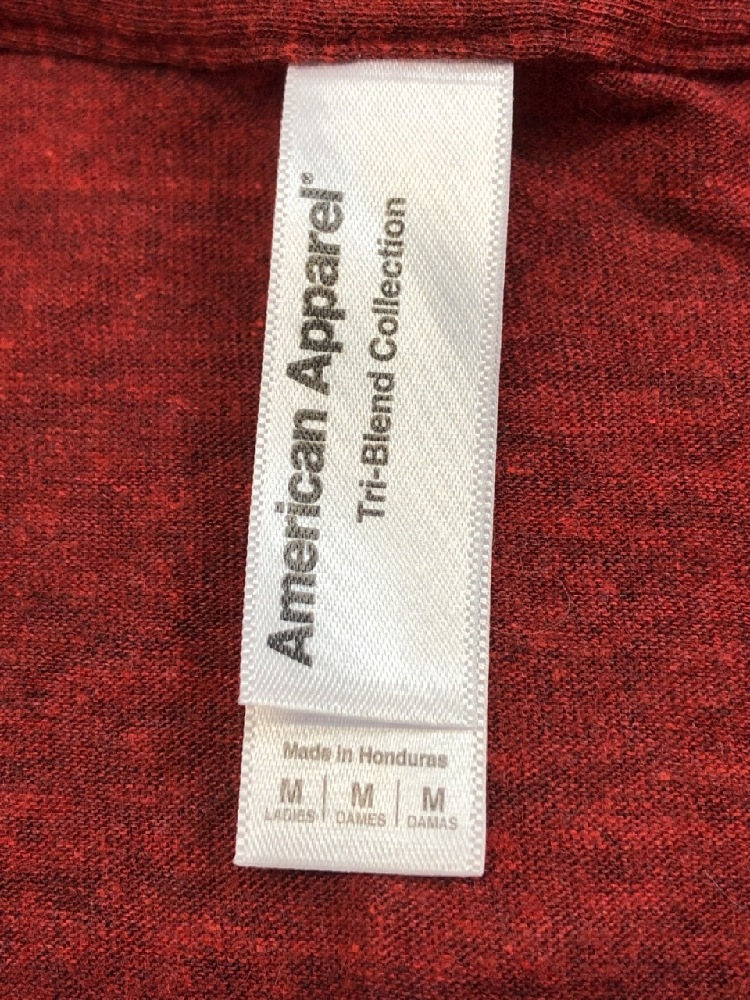 American Apparel®
Tri-Blend Collection
Made in Honduras
M | M | M
LADIES | DAMES | DAMAS